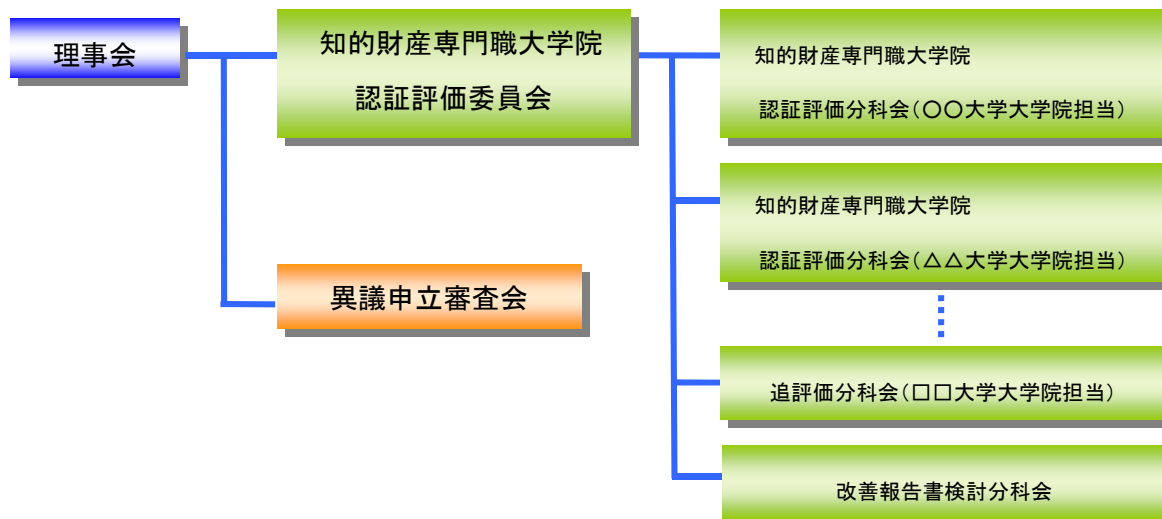 理事会
知的財産専門職大学院
認証評価委員会
異議申立審査会
知的財産専門職大学院
認証評価分科会(〇〇大学大学院担当)
知的財産専門職大学院
認証評価分科会(△△大学大学院担当)
追評価分科会(□□大学大学院担当)
改善報告書検討分科会